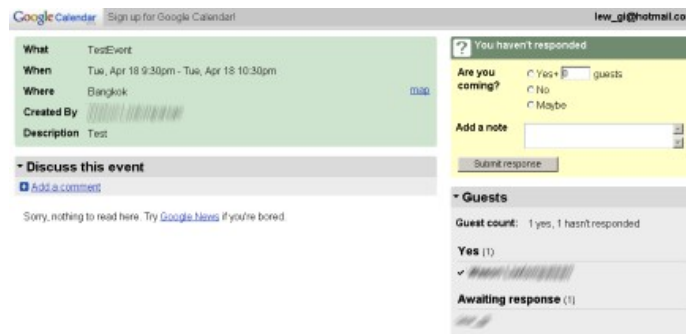 Google Calendar Sign up for Google Calendar! lew_gi@hotmail.co
What TestEvent
When Tue, Apr 18 9:30pm - Tue, Apr 18 10:30pm
Where Bangkok map
Created By
Description Test
Discuss this event
Add a comment
Sorry, nothing to read here. Try Google News if you're bored.
? You haven't responded
Are you coming?
Yes+ 0 guests
No
Maybe
Add a note
Submit response
Guests
Guest count: 1 yes, 1 hasn't responded
Yes (1)
Awaiting response (1)